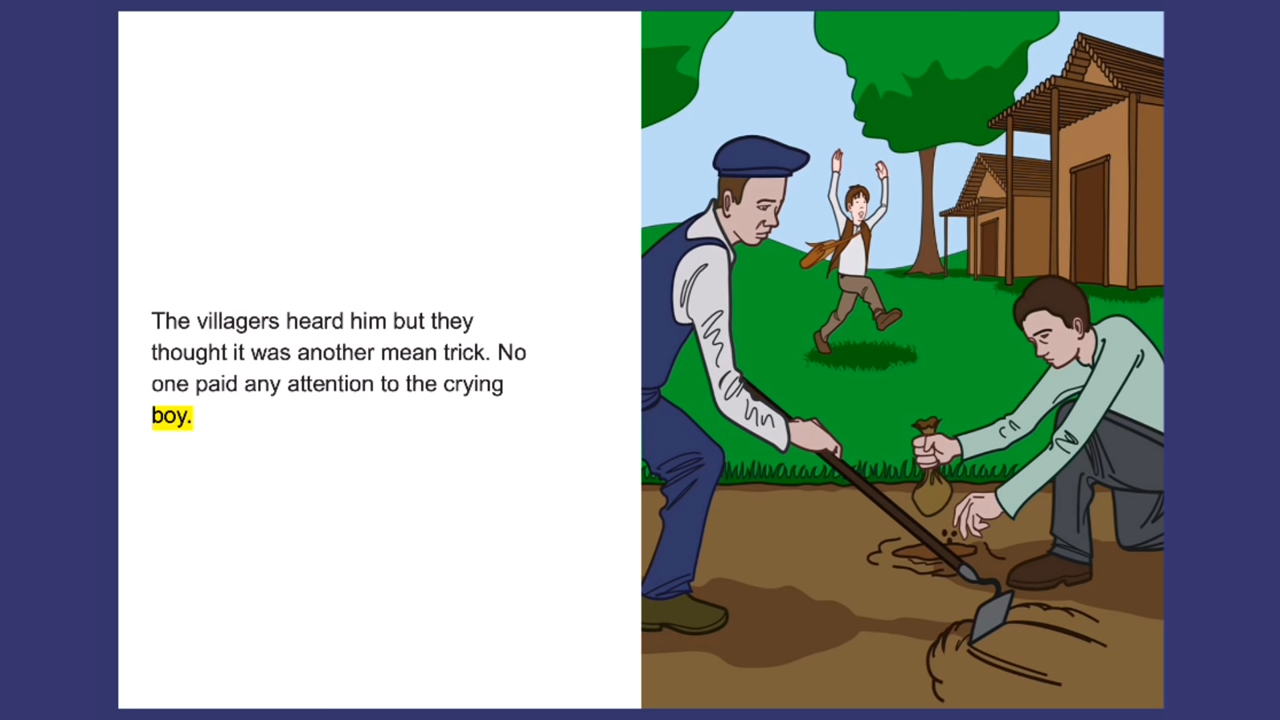 The villagers heard him but they
thought it was another mean trick. No
one paid any attention to the crying
boy.